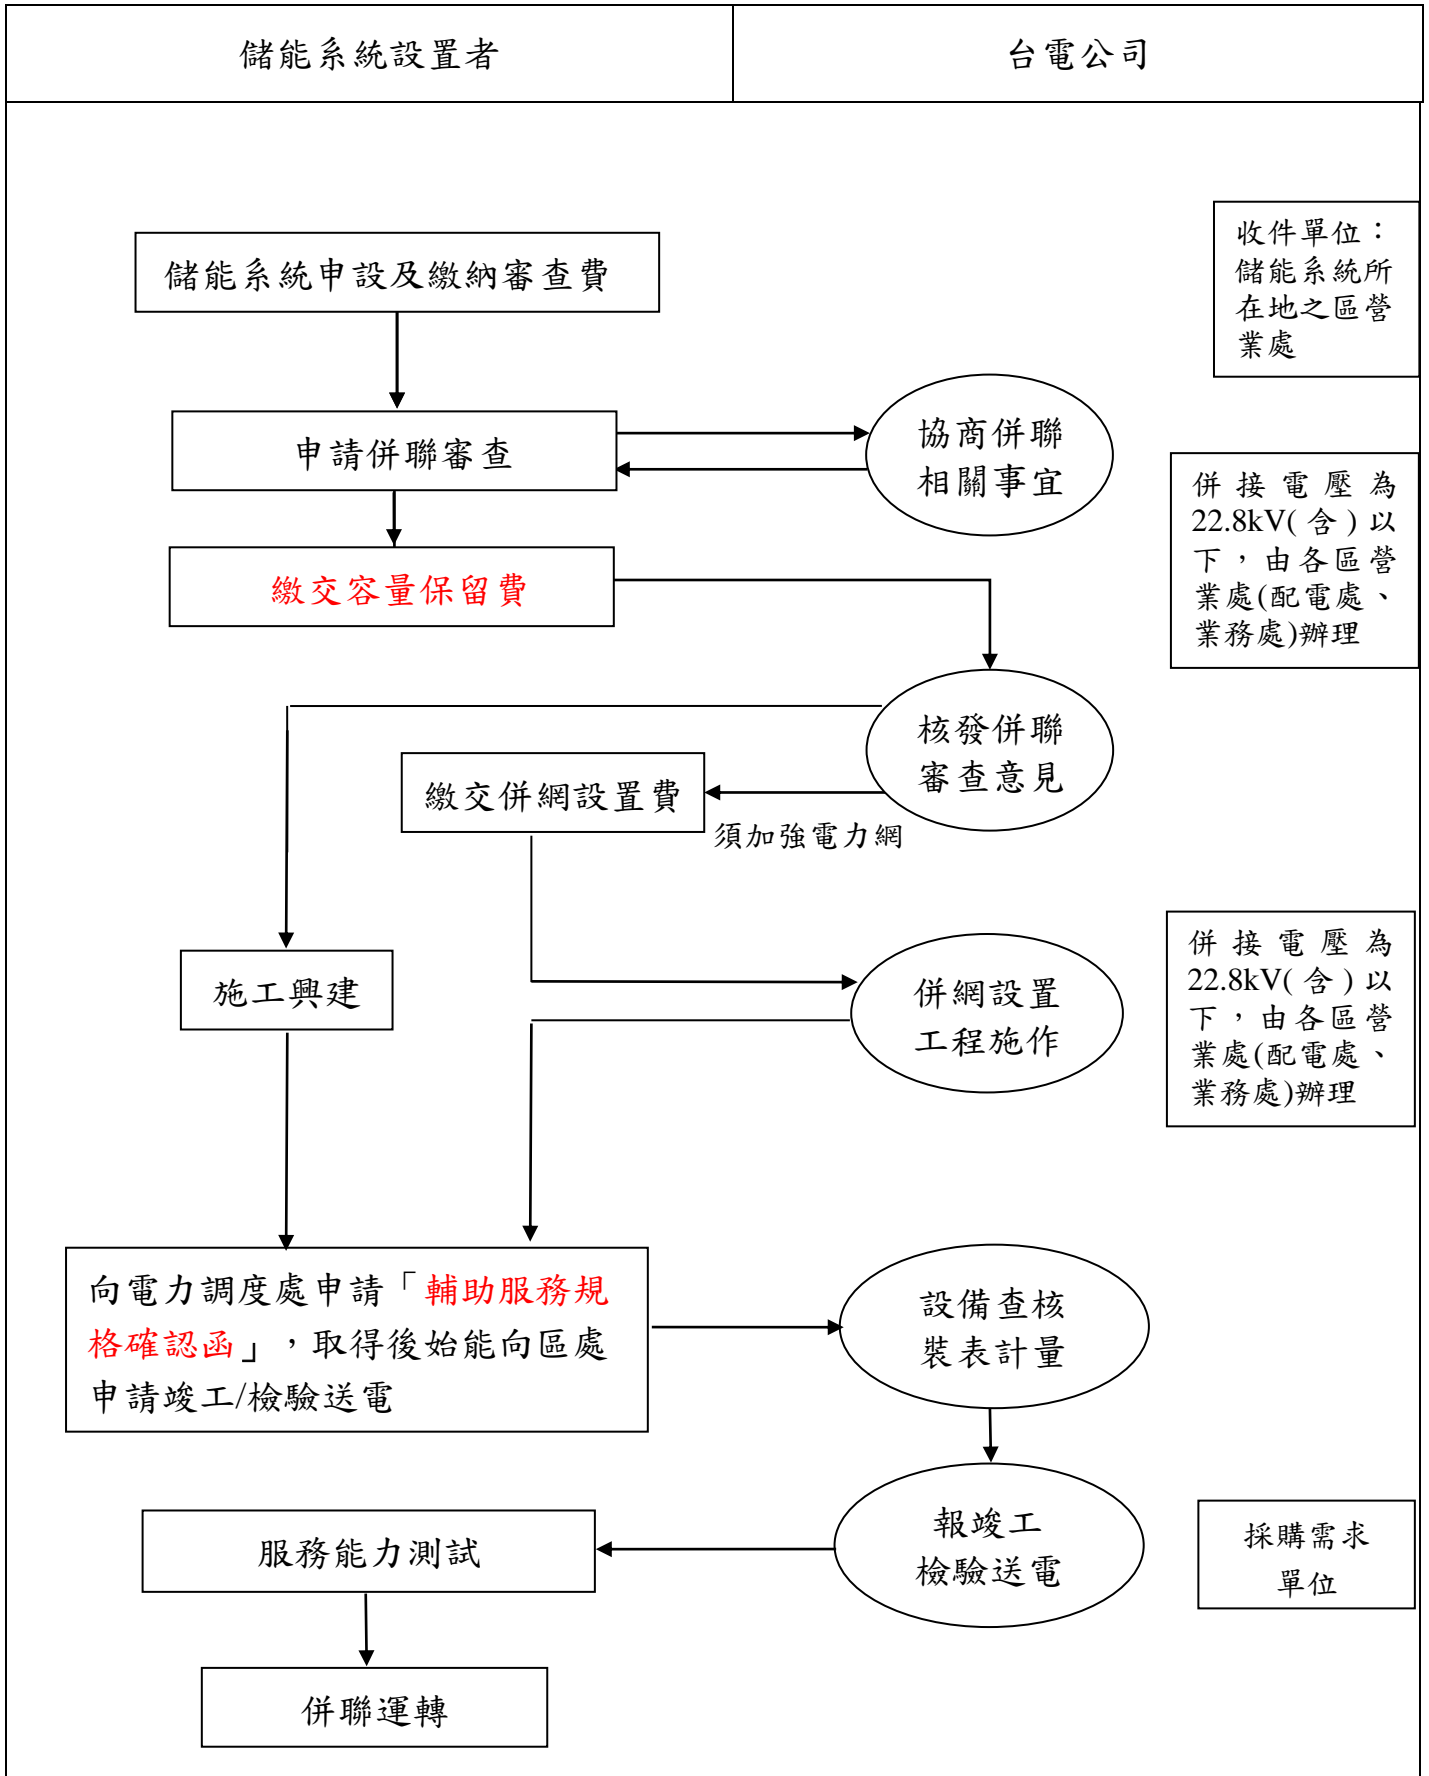 儲能系統設置者
台電公司
收件單位：
儲能系統所
在地之區營
業處
儲能系統申設及繳納審查費
申請併聯審查
協商併聯
相關事宜
併接電壓為
22.8kV(含)以
下，由各區營
業處(配電處、
業務處)辦理
繳交容量保留費
核發併聯
審查意見
繳交併網設置費
須加強電力網
施工興建
併網設置
工程施作
併接電壓為
22.8kV(含)以
下，由各區營
業處(配電處、
業務處)辦理
向電力調度處申請「輔助服務規
格確認函」，取得後始能向區處
申請竣工/檢驗送電
設備查核
裝表計量
報竣工
檢驗送電
服務能力測試
採購需求
單位
併聯運轉